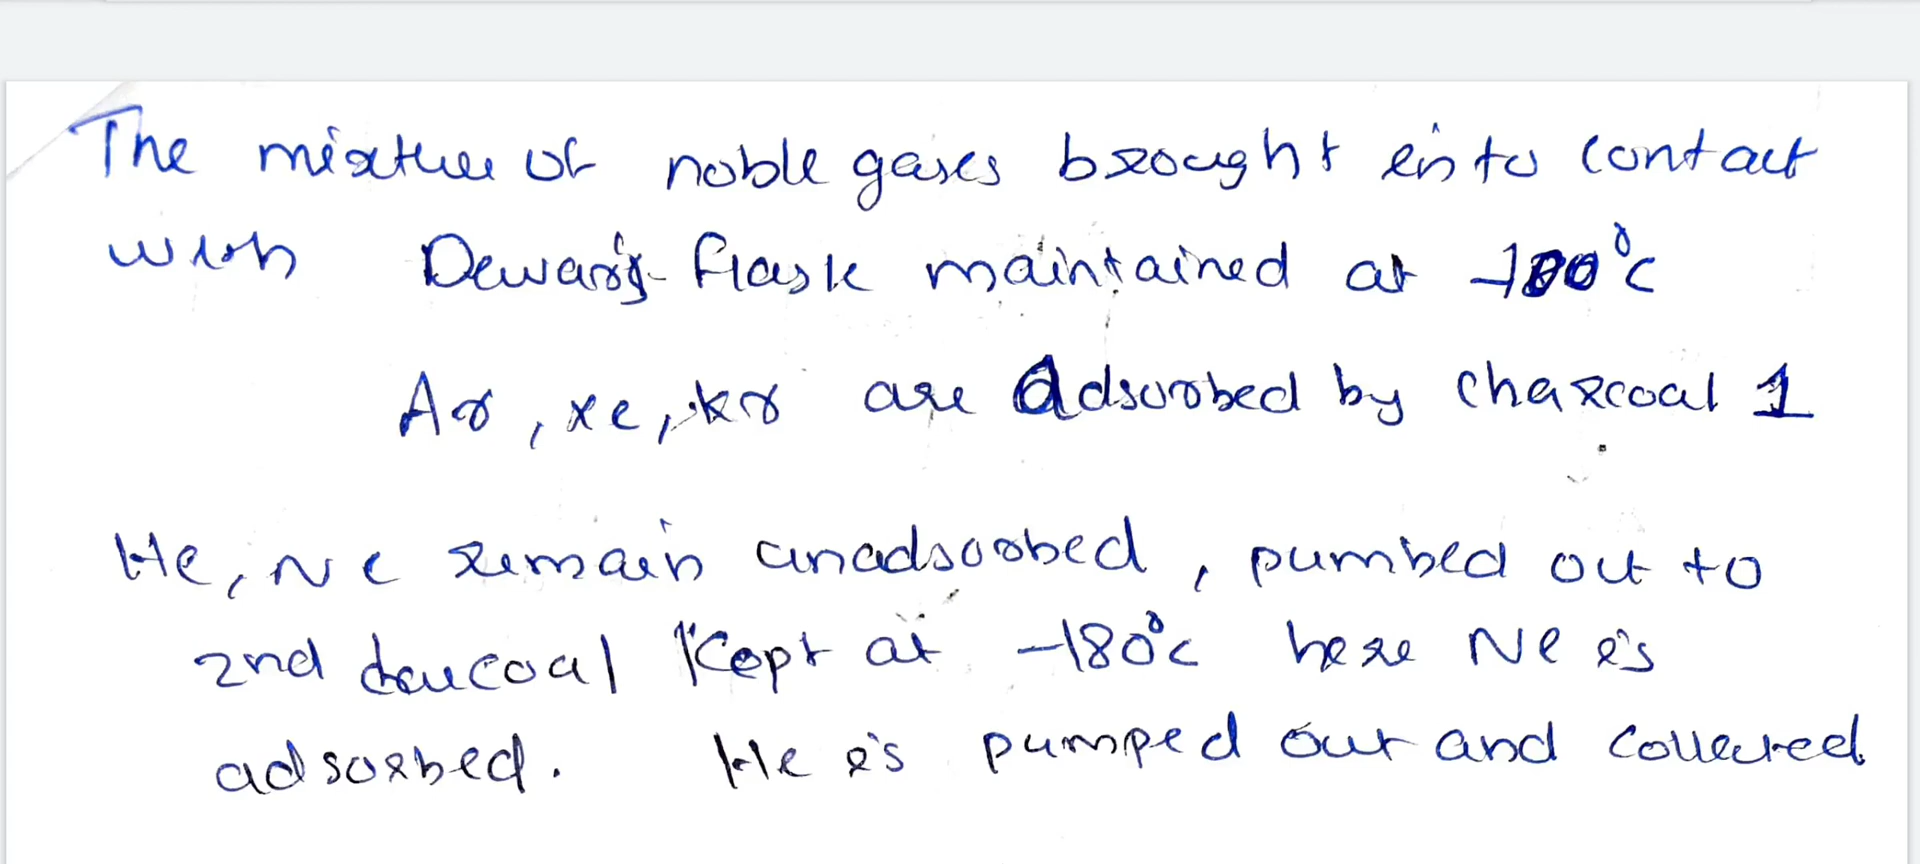 The mixture of noble gases brought into contact
with Dewar's flask maintained at -100°C
Ar, Xe, Kr are Adsorbed by charcoal 1
He, Ne remain unadsorbed, pumbed out to
2nd kept at -180°C here Ne is
adsorbed. He is pumped out and collected